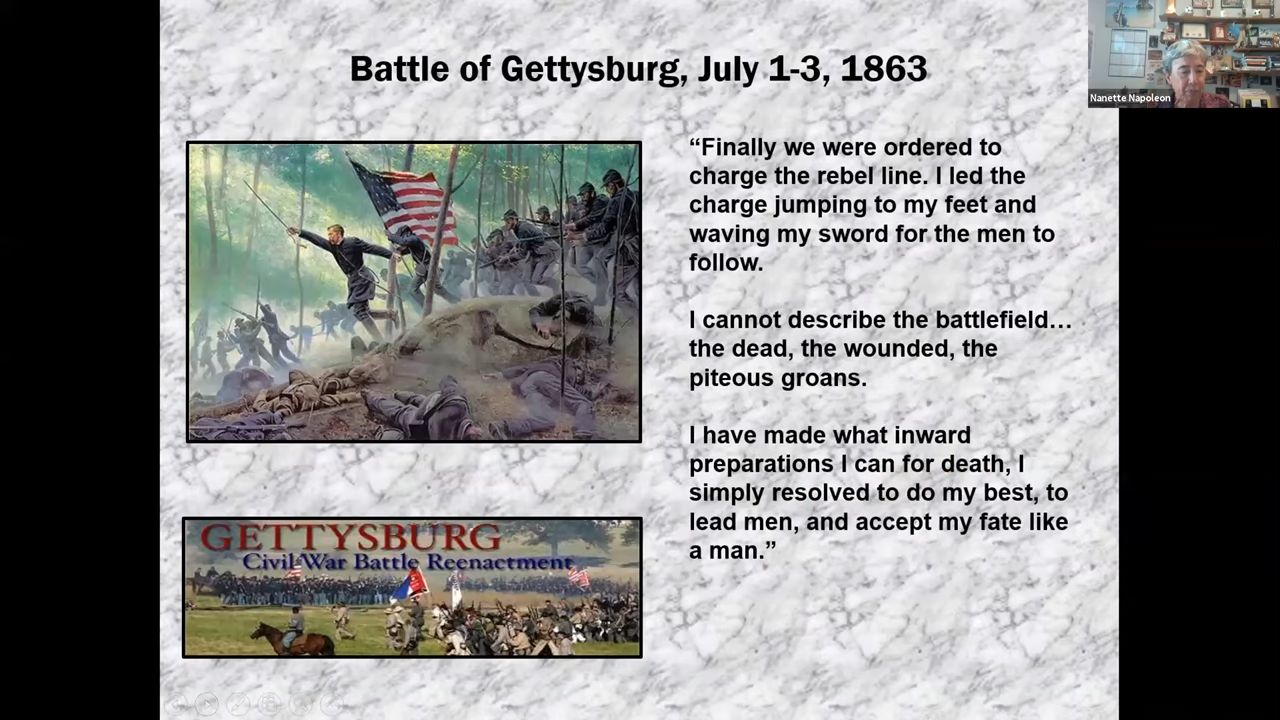 Battle of Gettysburg, July 1-3, 1863
Nanette Napoleon
“Finally we were ordered to
charge the rebel line. I led the
charge jumping to my feet and
waving my sword for the men to
follow.
I cannot describe the battlefield…
the dead, the wounded, the
piteous groans.
I have made what inward
preparations I can for death, I
simply resolved to do my best, to
lead men, and accept my fate like
a man.”
GETTYSBURG
Civil War Battle Reenactment